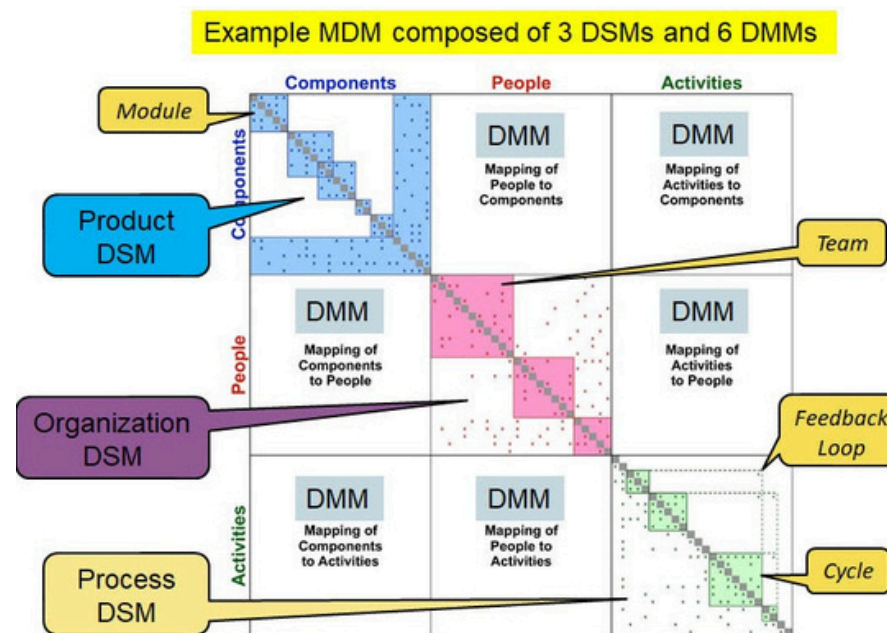 Example MDM composed of 3 DSMs and 6 DMMs
Components
People
Activities
Module
Components
Product
DSM
DMM
Mapping of
People to
Components
DMM
Mapping of
Activities to
Components
Team
People
DMM
Mapping of
Components
to People
DMM
Mapping of
Activities
to People
Organization
DSM
Feedback
Loop
Activities
DMM
Mapping of
Components
to Activities
DMM
Mapping of
People to
Activities
Process
DSM
Cycle